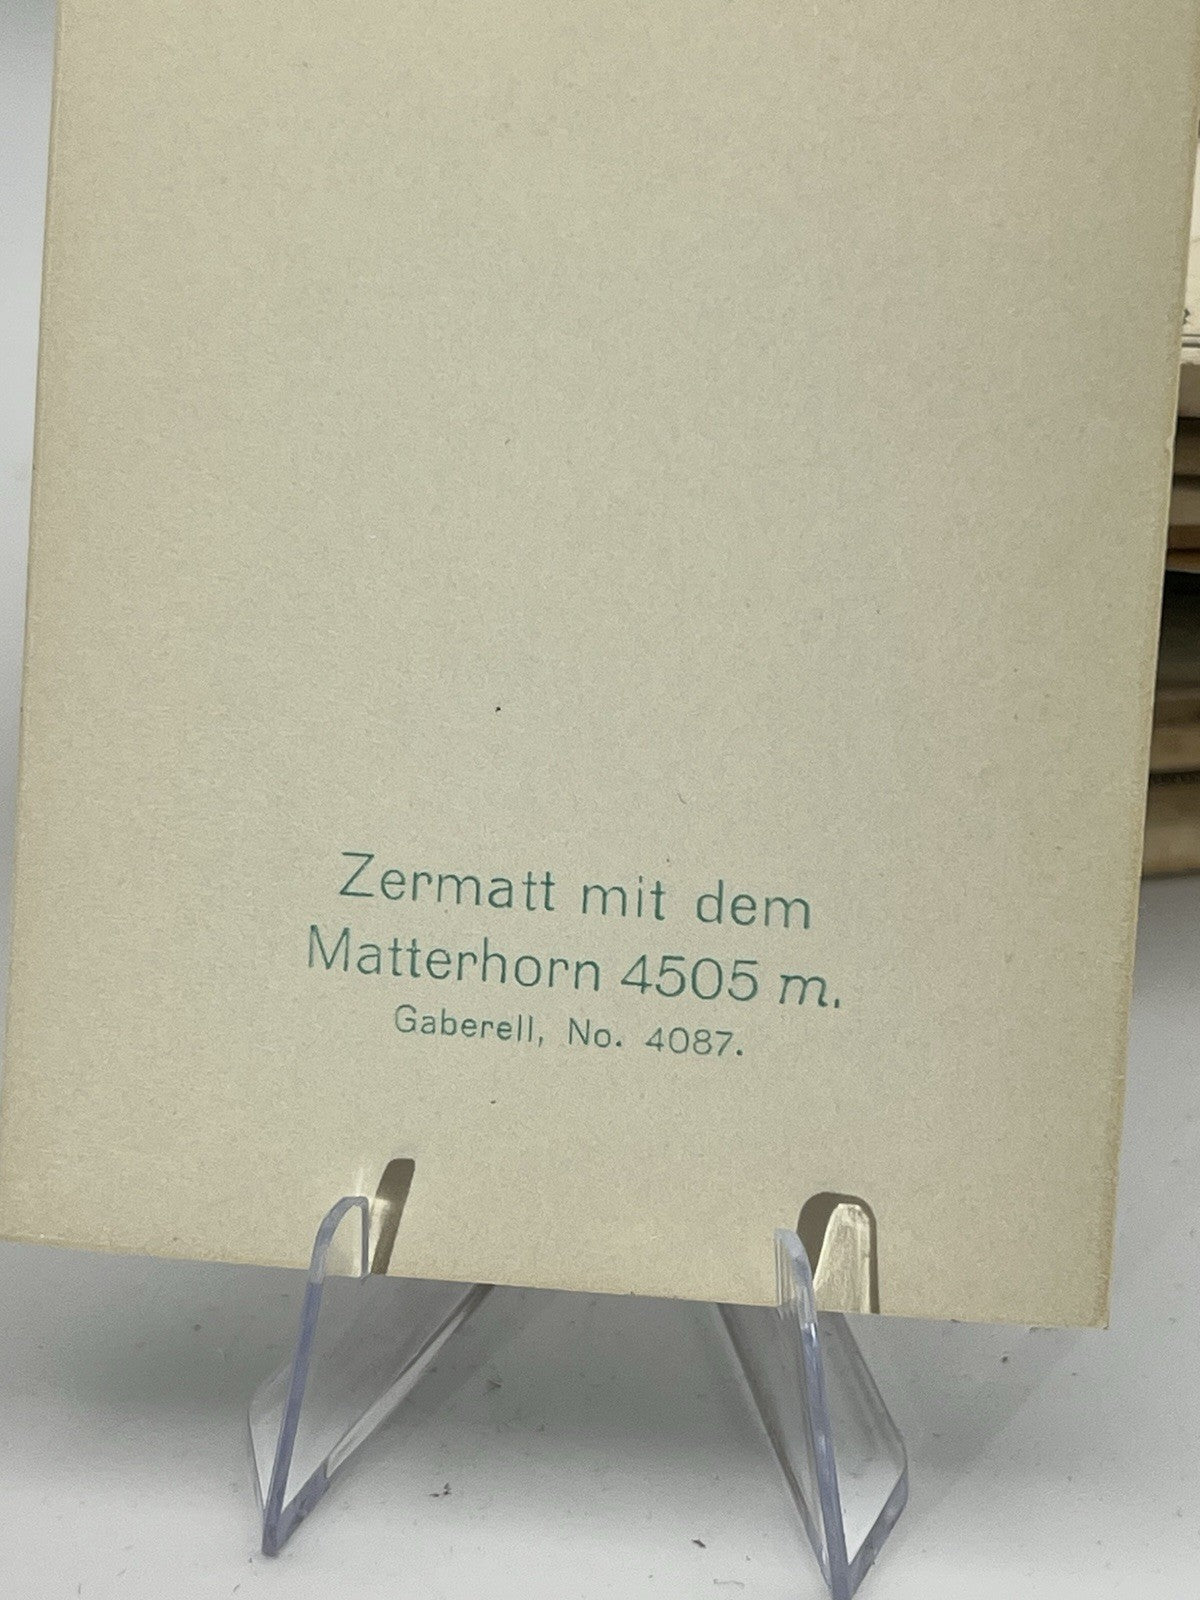 Zermatt mit dem
Matterhorn 4505 m.
Gaberell, No. 4087.